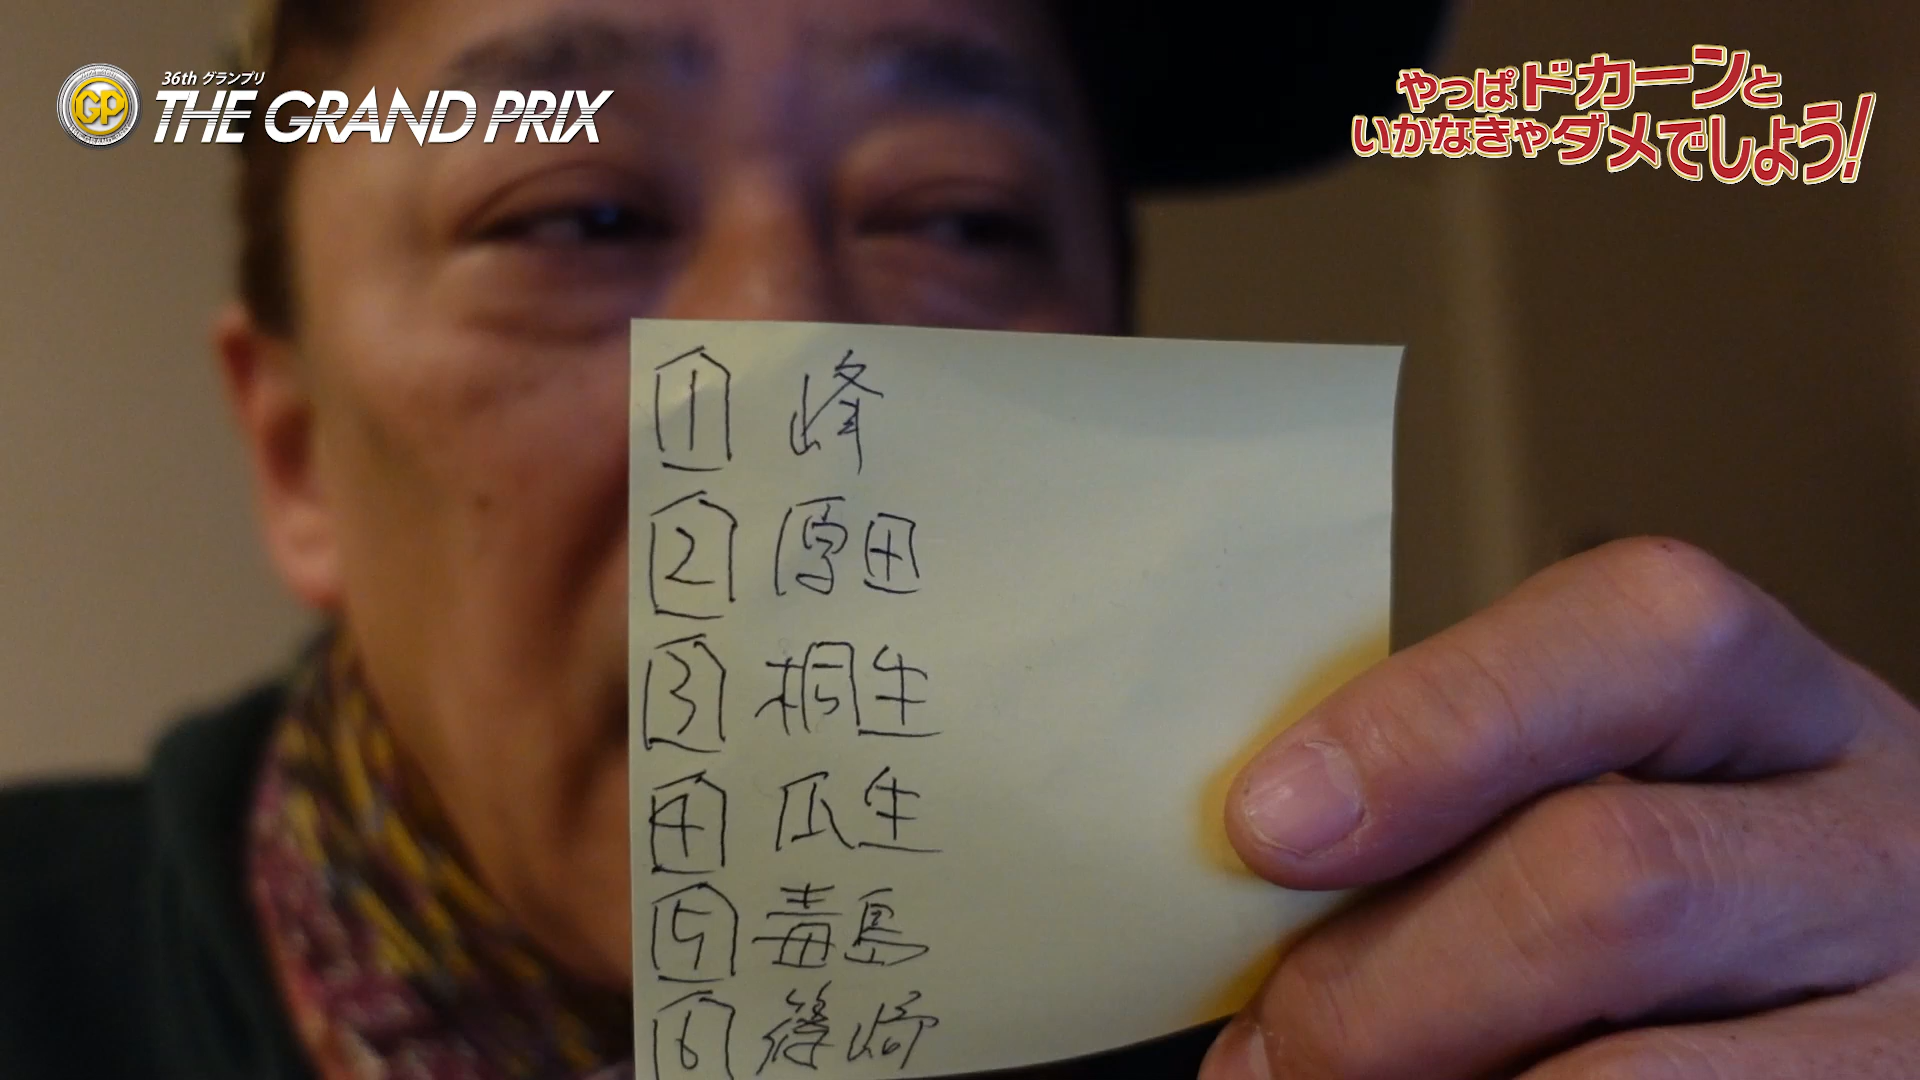 36th グランプリ
GP
THE GRAND PRIX
やっぱドカーンと
いかなきゃダメでしょう!
1 峰
2 原田
3 桐生
4 瓜生
5 毒島
6 篠崎